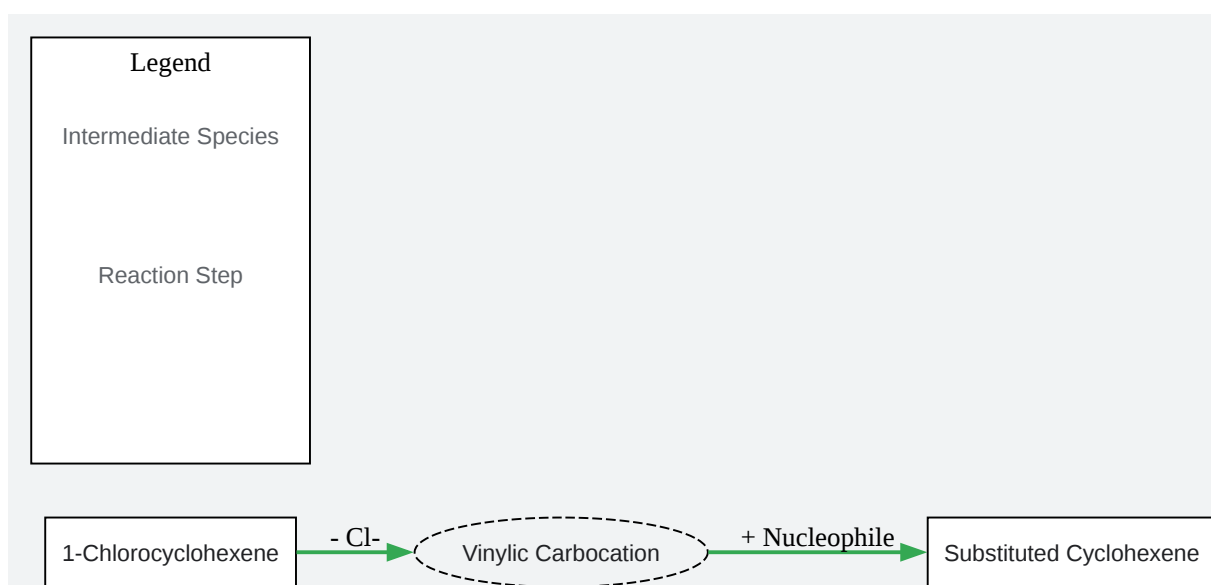 Legend
Intermediate Species
Reaction Step
1-Chlorocyclohexene
- Cl-
Vinylic Carbocation
+ Nucleophile
Substituted Cyclohexene